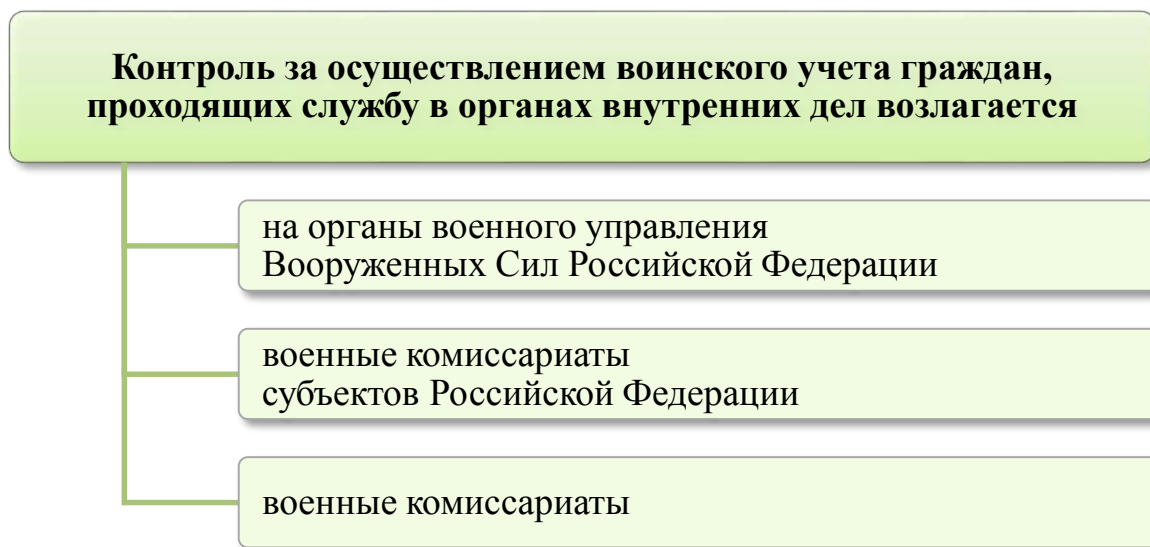 Контроль за осуществлением воинского учета граждан,
проходящих службу в органах внутренних дел возлагается
на органы военного управления
Вооруженных Сил Российской Федерации
военные комиссариаты
субъектов Российской Федерации
военные комиссариаты